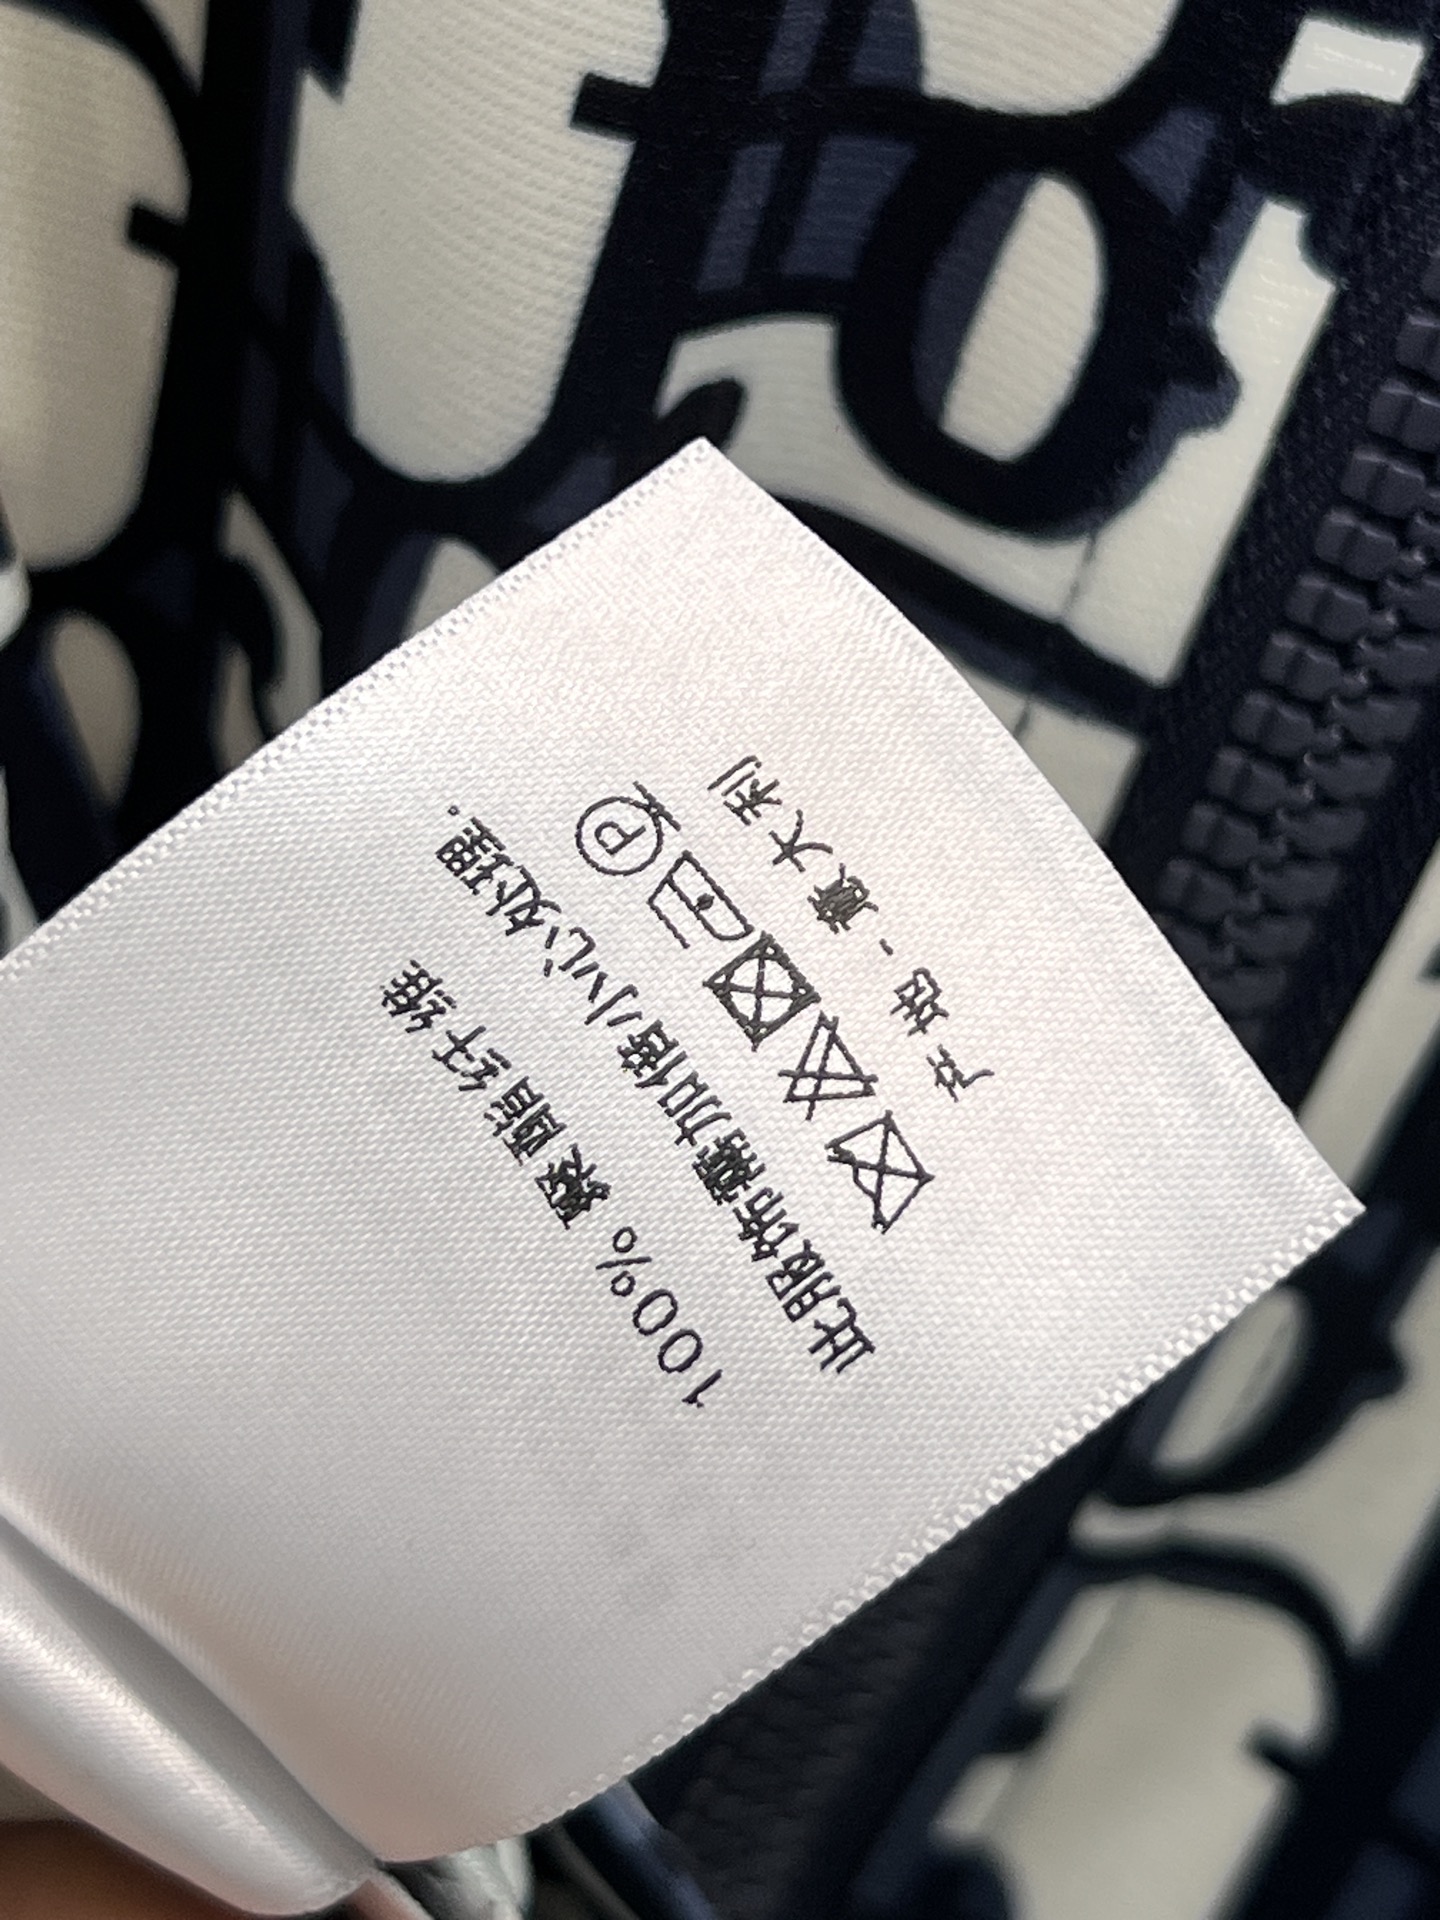 100% 聚酯纤维
此服饰需加倍小心处理。
P
产地 - 意大利